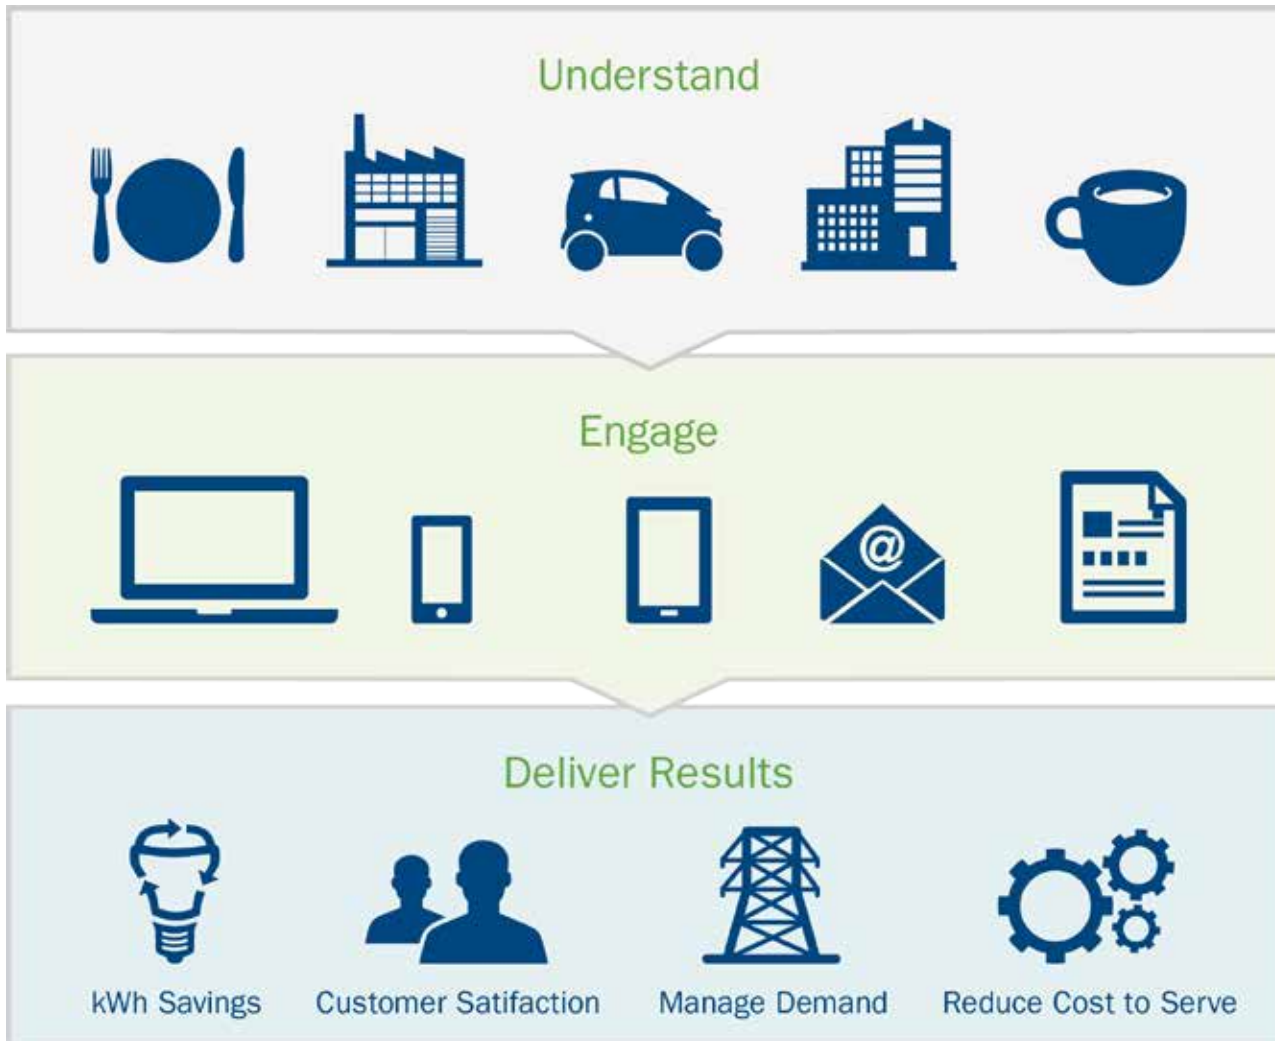 Understand
Engage
@
Deliver Results
kWh Savings Customer Satifaction Manage Demand Reduce Cost to Serve